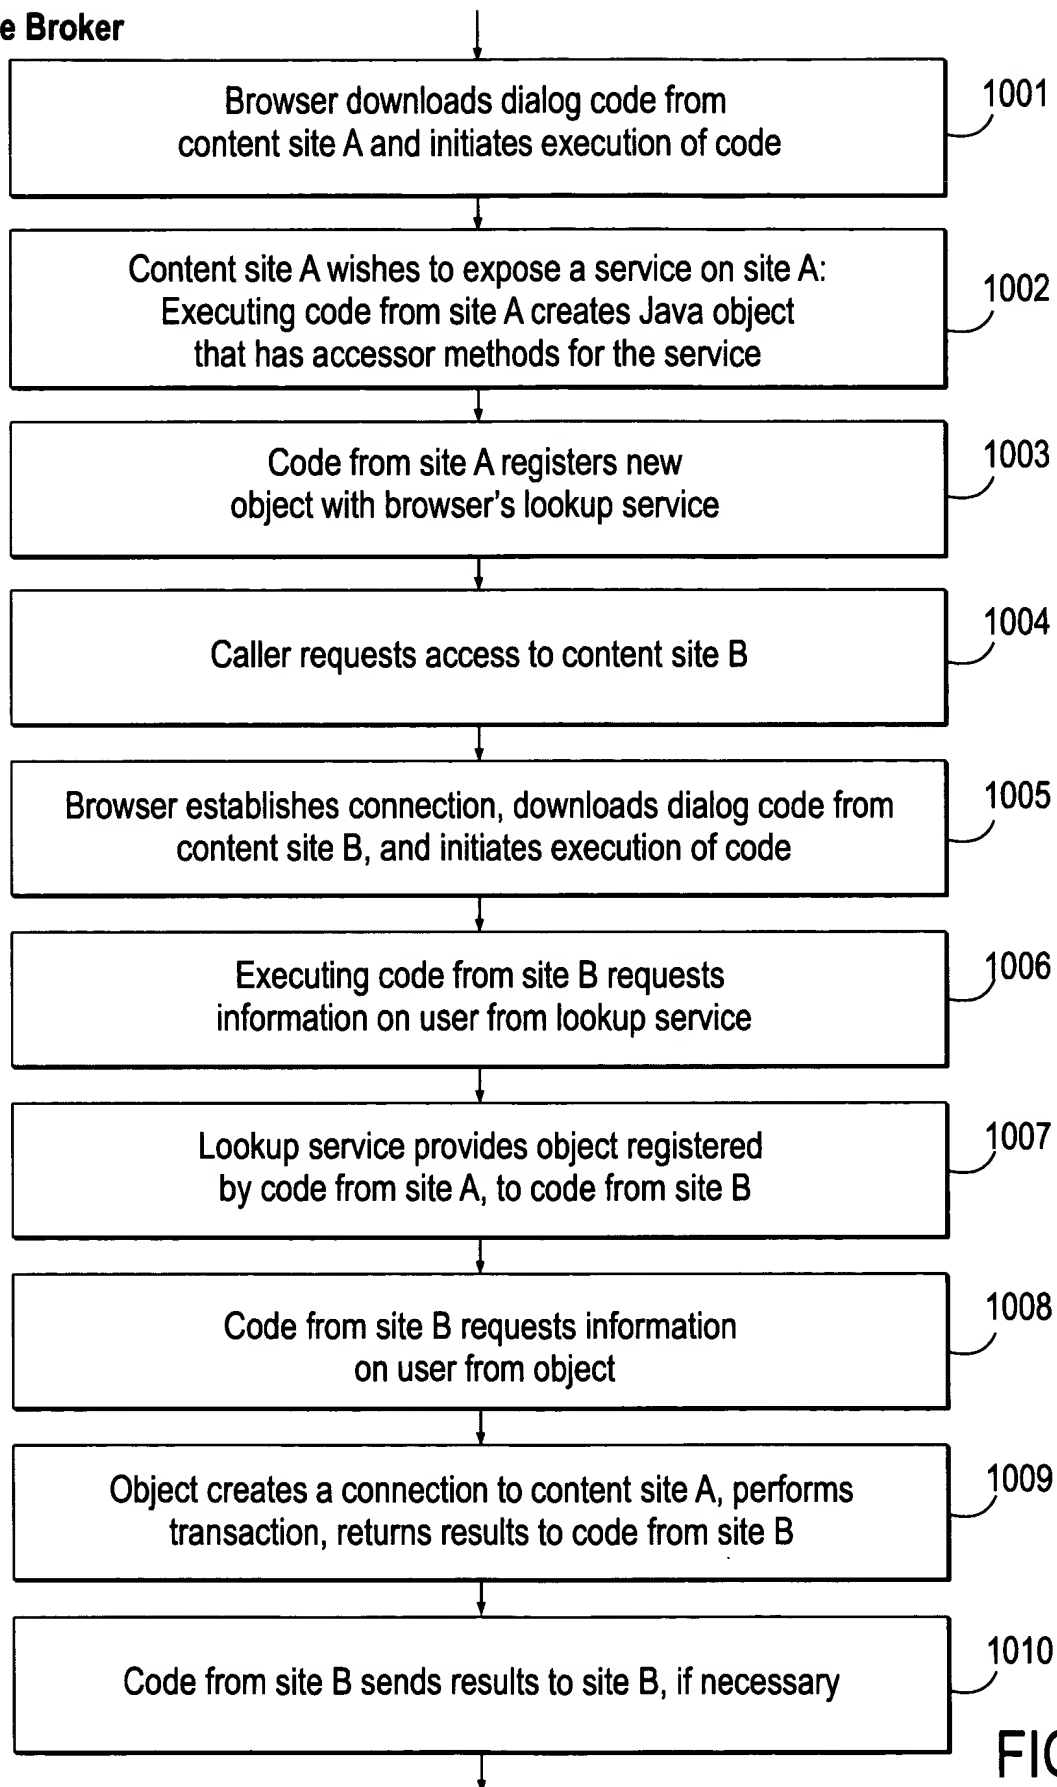 e Broker
Browser downloads dialog code from
content site A and initiates execution of code
1001
Content site A wishes to expose a service on site A:
Executing code from site A creates Java object
that has accessor methods for the service
1002
Code from site A registers new
object with browser's lookup service
1003
Caller requests access to content site B
1004
Browser establishes connection, downloads dialog code from
content site B, and initiates execution of code
1005
Executing code from site B requests
information on user from lookup service
1006
Lookup service provides object registered
by code from site A, to code from site B
1007
Code from site B requests information
on user from object
1008
Object creates a connection to content site A, performs
transaction, returns results to code from site B
1009
Code from site B sends results to site B, if necessary
1010
FIG